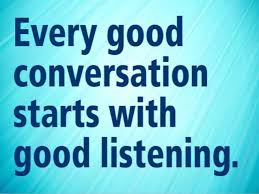 Every good
conversation
starts with
good listening.